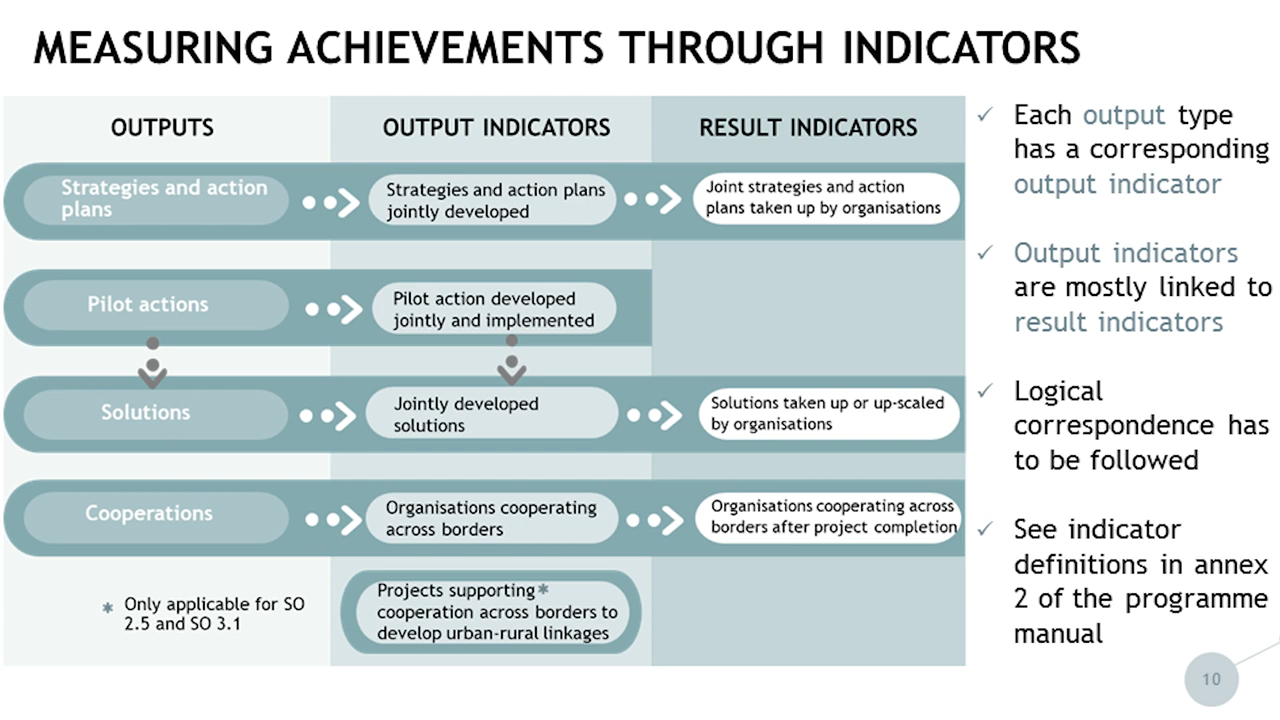 MEASURING ACHIEVEMENTS THROUGH INDICATORS
OUTPUTS
OUTPUT INDICATORS
RESULT INDICATORS
Strategies and action
plans
Strategies and action plans
jointly developed
Joint strategies and action
plans taken up by organisations
Pilot actions
Pilot action developed
jointly and implemented
Solutions
Jointly developed
solutions
Solutions taken up or up-scaled
by organisations
Cooperations
Organisations cooperating
across borders
Organisations cooperating across
borders after project completion
* Only applicable for SO
2.5 and SO 3.1
Projects supporting*
cooperation across borders to
develop urban-rural linkages
✓ Each output type
has a corresponding
output indicator
✓ Output indicators
are mostly linked to
result indicators
✓ Logical
correspondence has
to be followed
✓ See indicator
definitions in annex
2 of the programme
manual
10